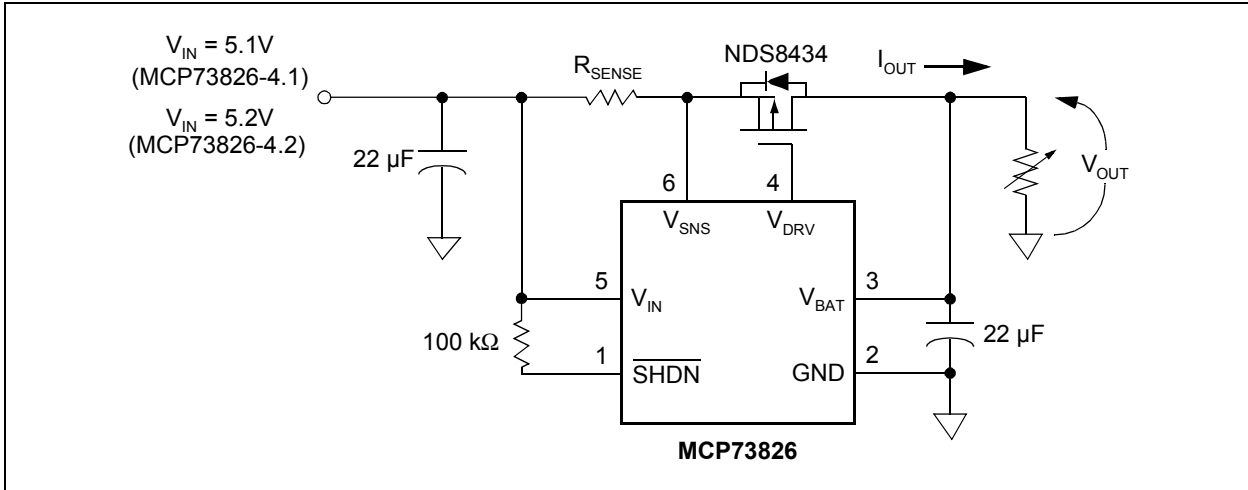 V_IN = 5.1V
(MCP73826-4.1)
V_IN = 5.2V
(MCP73826-4.2)
R_SENSE
NDS8434
I_OUT
22 µF
6
4
V_SNS
V_DRV
V_OUT
5
V_IN
V_BAT
3
100 kΩ
1
SHDN
GND
2
22 µF
MCP73826